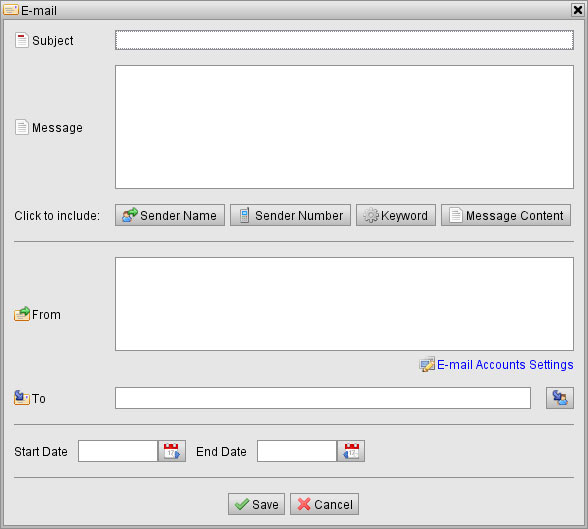 E-mail
Subject
Message
Click to include: Sender Name Sender Number Keyword Message Content
From
E-mail Accounts Settings
To
Start Date End Date
Save Cancel